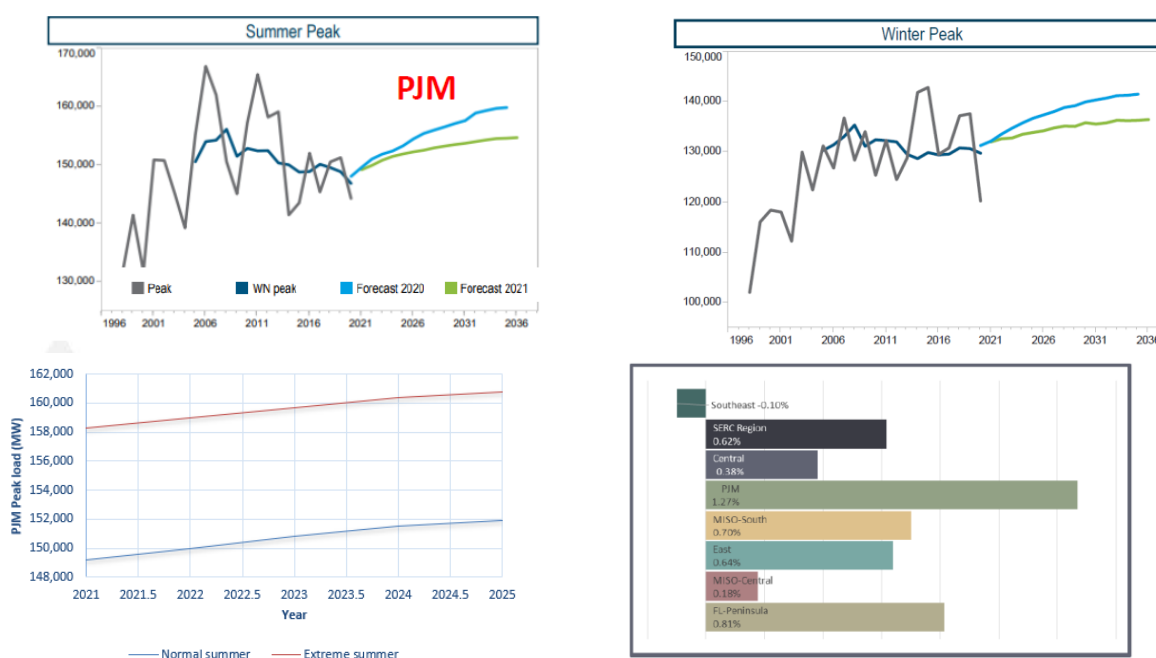 Summer Peak
170,000
160,000
150,000
140,000
130,000
PJM
Peak
WN peak
Forecast 2020
Forecast 2021
1996 2001 2006 2011 2016 2021 2026 2031 2036
Winter Peak
150,000
140,000
130,000
120,000
110,000
100,000
1996 2001 2006 2011 2016 2021 2026 2031 2036
PJM Peak load (MW)
162,000
160,000
158,000
156,000
154,000
152,000
150,000
148,000
2021 2021.5 2022 2022.5 2023 2023.5 2024 2024.5 2025
Year
Normal summer
Extreme summer
Southeast -0.10%
SERC Region
0.62%
Central
0.38%
PJM
1.27%
MISO-South
0.70%
East
0.64%
MISO-Central
0.18%
FL-Peninsula
0.81%